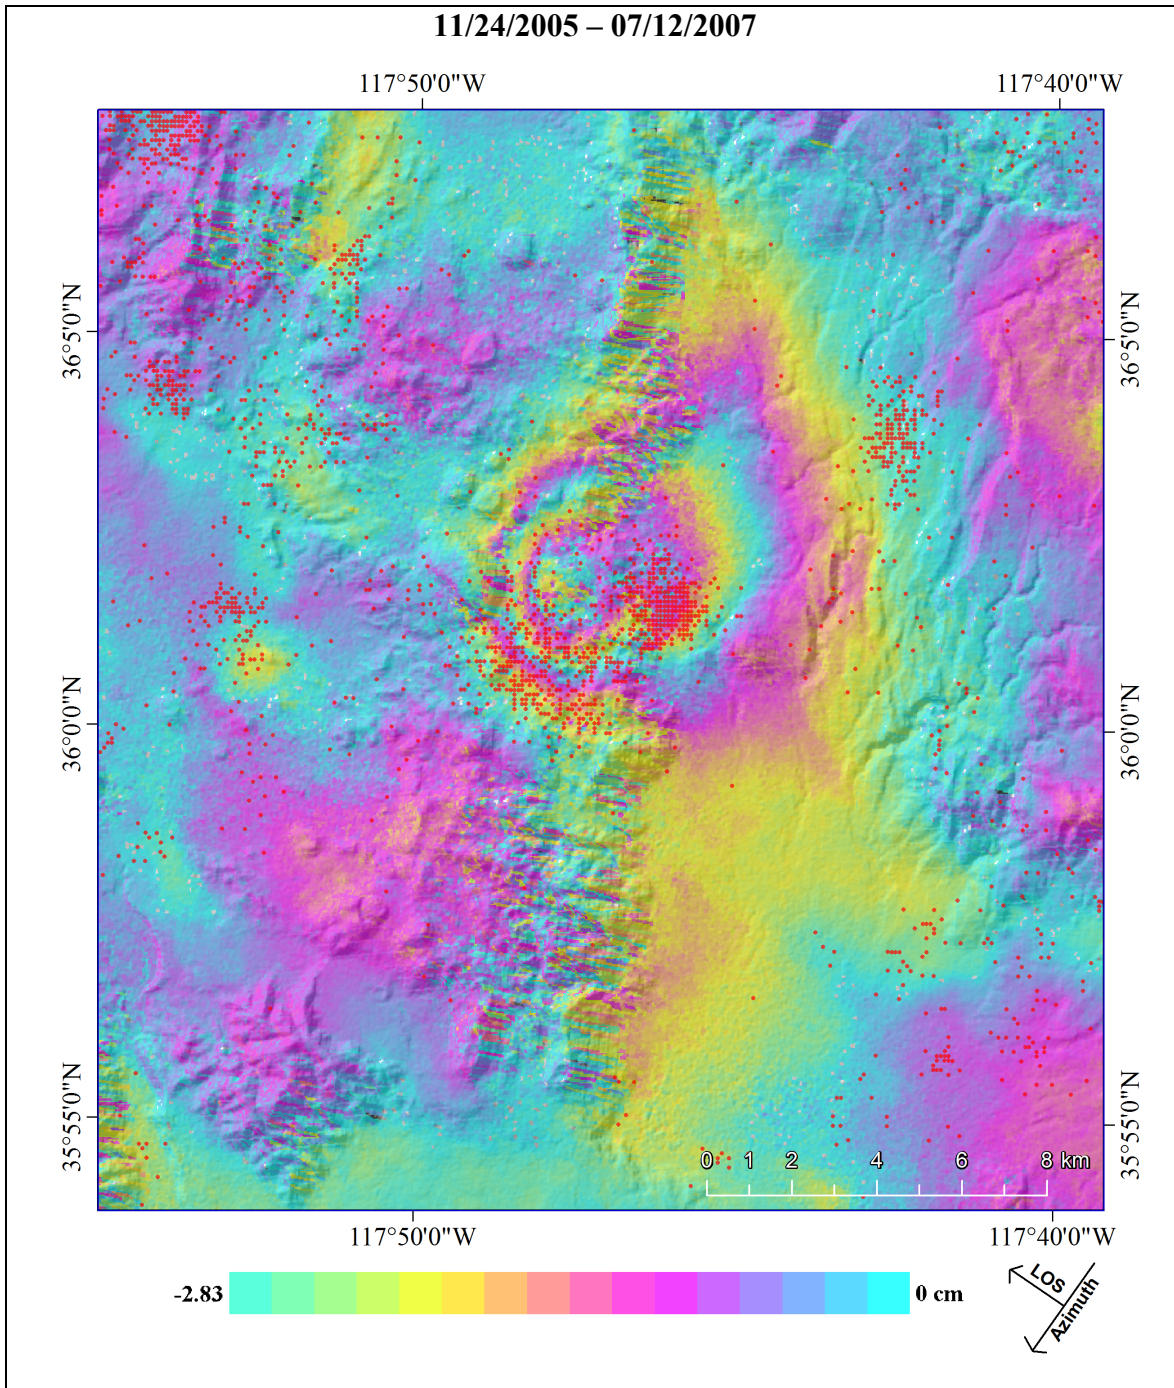 11/24/2005 – 07/12/2007
117°50'0"W 117°40'0"W
36°5'0"N 36°5'0"N
36°0'0"N 36°0'0"N
35°55'0"N 35°55'0"N
0 1 2 4 6 8 km
117°50'0"W 117°40'0"W
-2.83 0 cm
LOS
Azimuth